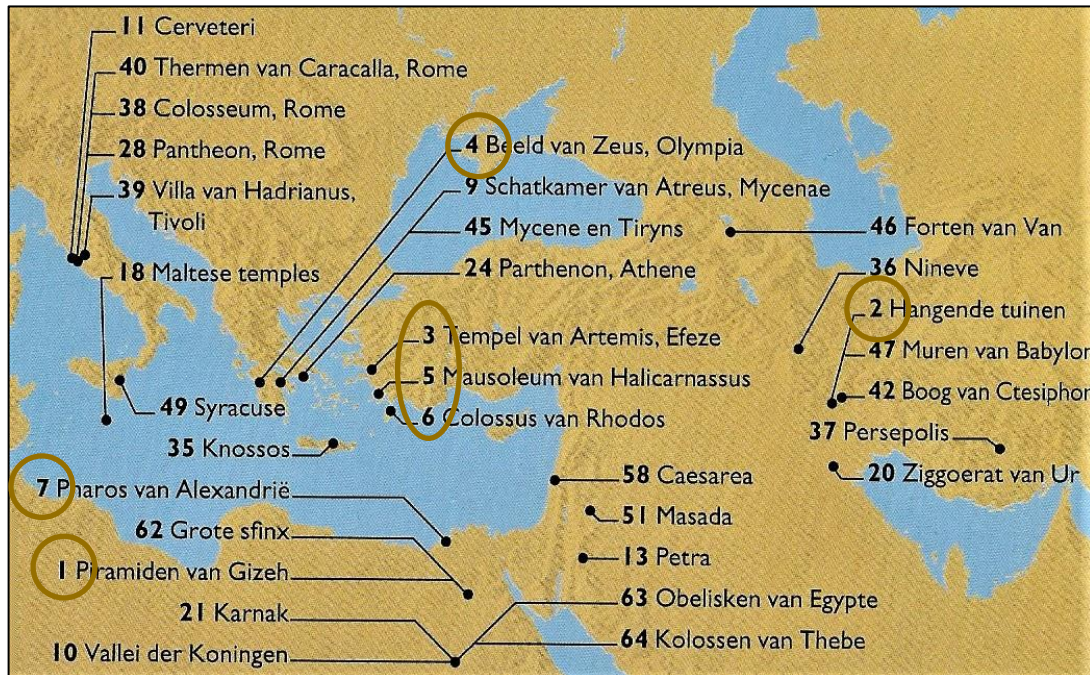 11 Cerveteri
40 Thermen van Caracalla, Rome
38 Colosseum, Rome
28 Pantheon, Rome
39 Villa van Hadrianus,
Tivoli
18 Maltese temples
49 Syracuse
35 Knossos
7 Pharos van Alexandrië
62 Grote sfinx
1 Piramiden van Gizeh
21 Karnak
10 Vallei der Koningen
4 Beeld van Zeus, Olympia
9 Schatkamer van Atreus, Mycenae
45 Mycene en Tiryns
24 Parthenon, Athene
3 Tempel van Artemis, Efeze
5 Mausoleum van Halicarnassus
6 Colossus van Rhodos
58 Caesarea
51 Masada
13 Petra
63 Obelisken van Egypte
64 Kolossen van Thebe
46 Forten van Van
36 Nineve
2 Hangende tuinen
47 Muren van Babylon
42 Boog van Ctesiphon
37 Persepolis
20 Ziggoerat van Ur